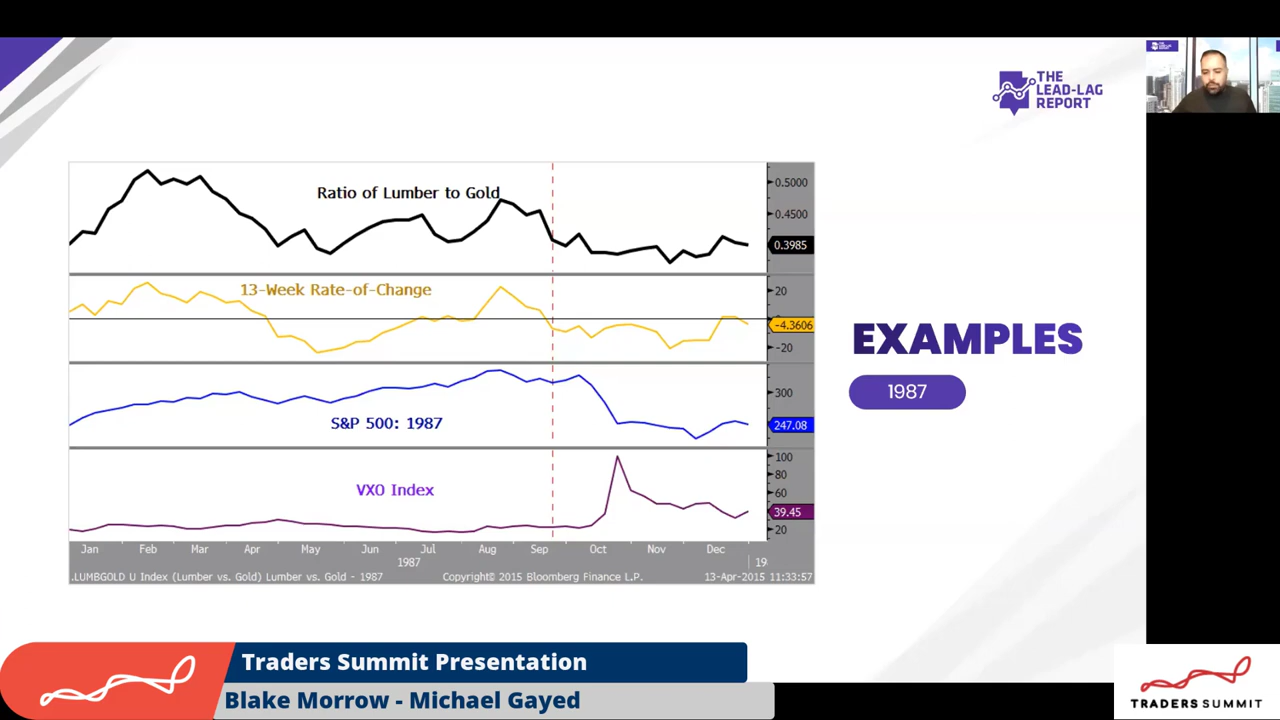 THE
LEAD-LAG
REPORT
Ratio of Lumber to Gold
0.5000
0.4500
0.3985
13-Week Rate-of-Change
20
-4.3606
-20
S&P 500: 1987
300
247.08
VXO Index
100
80
60
39.45
20
Jan Feb Mar Apr May Jun Jul Aug Sep Oct Nov Dec
1987 19
.LUMBGOLD U Index (Lumber vs. Gold) Lumber vs. Gold - 1987 Copyright© 2015 Bloomberg Finance L.P. 13-Apr-2015 11:33:57
EXAMPLES
1987
Traders Summit Presentation
Blake Morrow - Michael Gayed
TRADERS SUMMIT